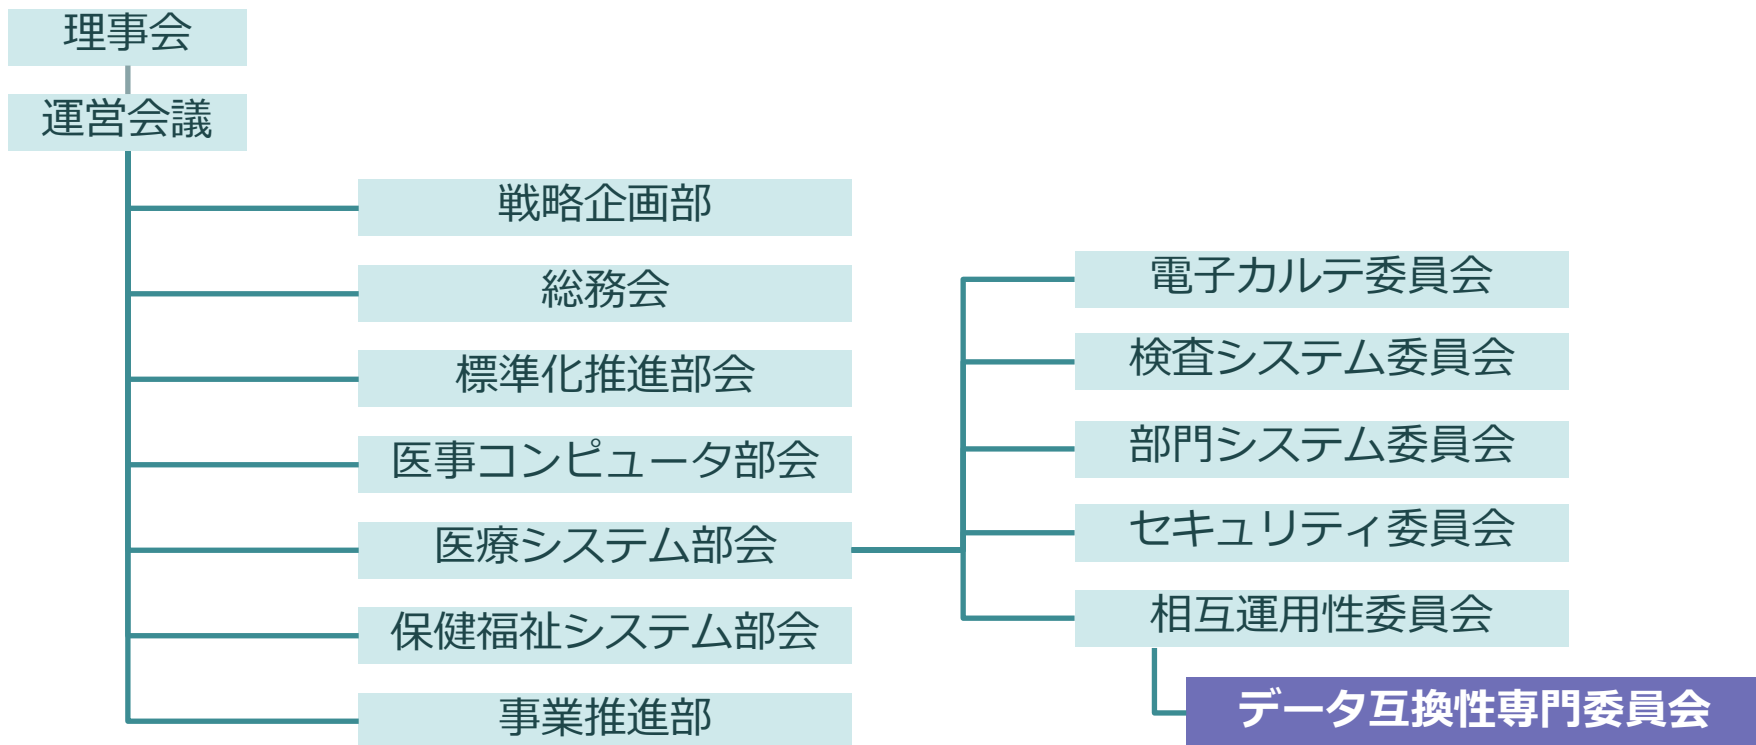 理事会
運営会議
戦略企画部
総務会
標準化推進部会
医事コンピュータ部会
医療システム部会
保健福祉システム部会
事業推進部
電子カルテ委員会
検査システム委員会
部門システム委員会
セキュリティ委員会
相互運用性委員会
データ互換性専門委員会